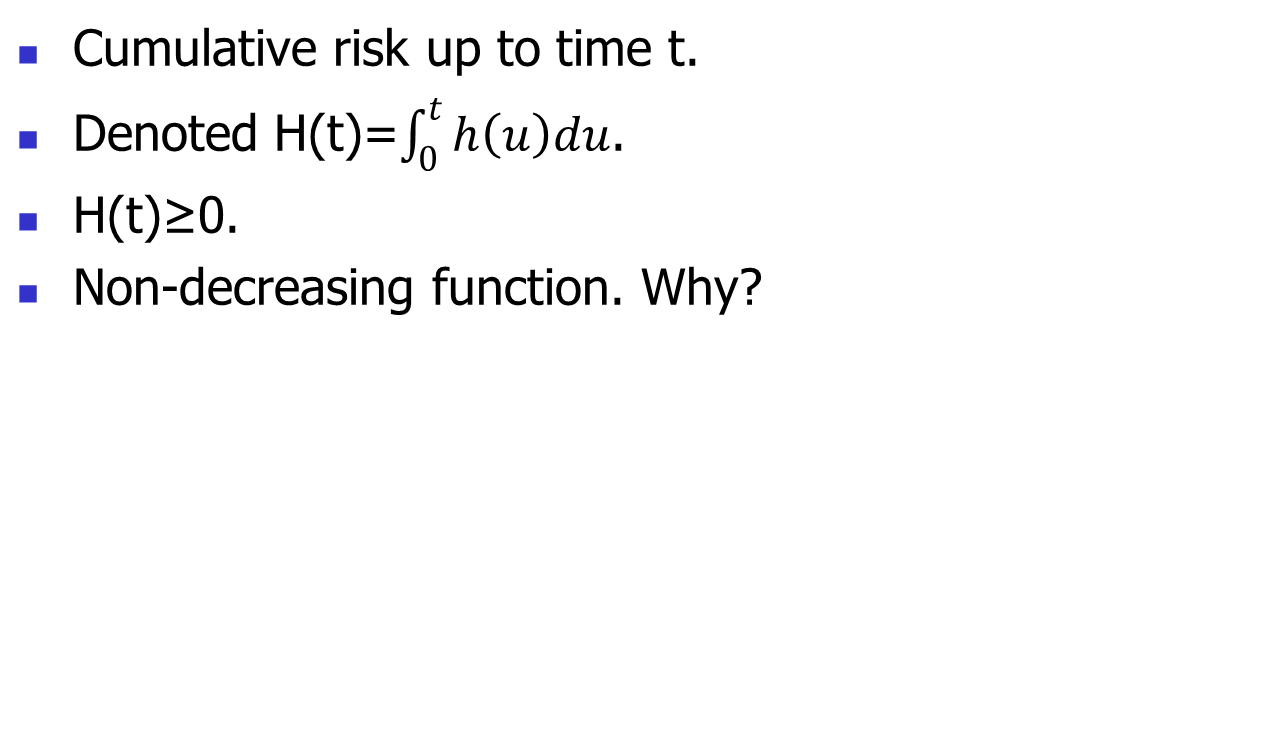 ▪ Cumulative risk up to time t.
▪ Denoted H(t)=∫₀ᵗ h(u)du.
▪ H(t)≥0.
▪ Non-decreasing function. Why?